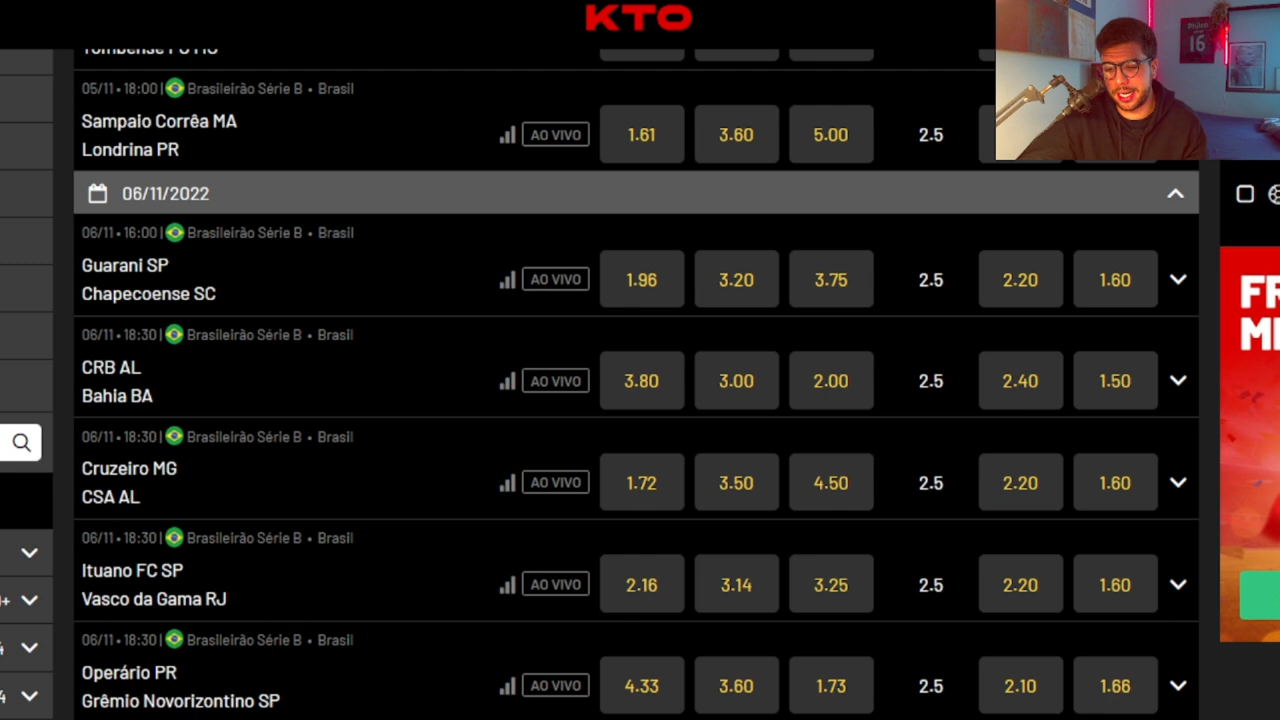 KTO
Tombense FC MG
05/11 • 18:00 | Brasileirão Série B • Brasil
Sampaio Corrêa MA
Londrina PR
AO VIVO 1.61 3.60 5.00 2.5
06/11/2022
06/11 • 16:00 | Brasileirão Série B • Brasil
Guarani SP
Chapecoense SC
AO VIVO 1.96 3.20 3.75 2.5 2.20 1.60
06/11 • 18:30 | Brasileirão Série B • Brasil
CRB AL
Bahia BA
AO VIVO 3.80 3.00 2.00 2.5 2.40 1.50
06/11 • 18:30 | Brasileirão Série B • Brasil
Cruzeiro MG
CSA AL
AO VIVO 1.72 3.50 4.50 2.5 2.20 1.60
06/11 • 18:30 | Brasileirão Série B • Brasil
Ituano FC SP
Vasco da Gama RJ
AO VIVO 2.16 3.14 3.25 2.5 2.20 1.60
06/11 • 18:30 | Brasileirão Série B • Brasil
Operário PR
Grêmio Novorizontino SP
AO VIVO 4.33 3.60 1.73 2.5 2.10 1.66
16
FR